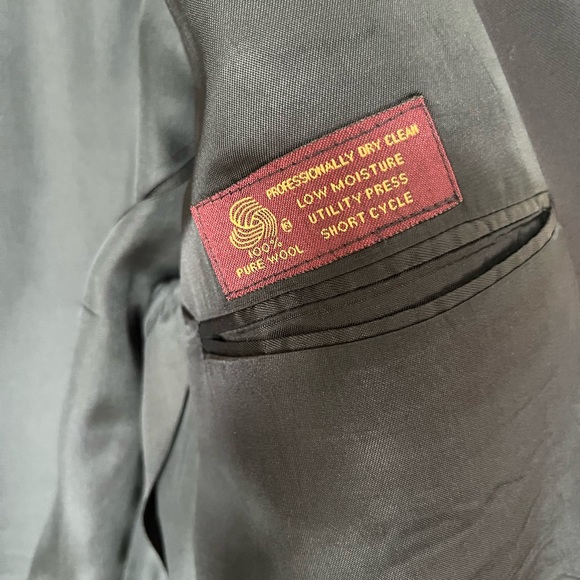 PROFESSIONALLY DRY CLEAN
LOW MOISTURE
UTILITY PRESS
SHORT CYCLE
100%
PURE WOOL